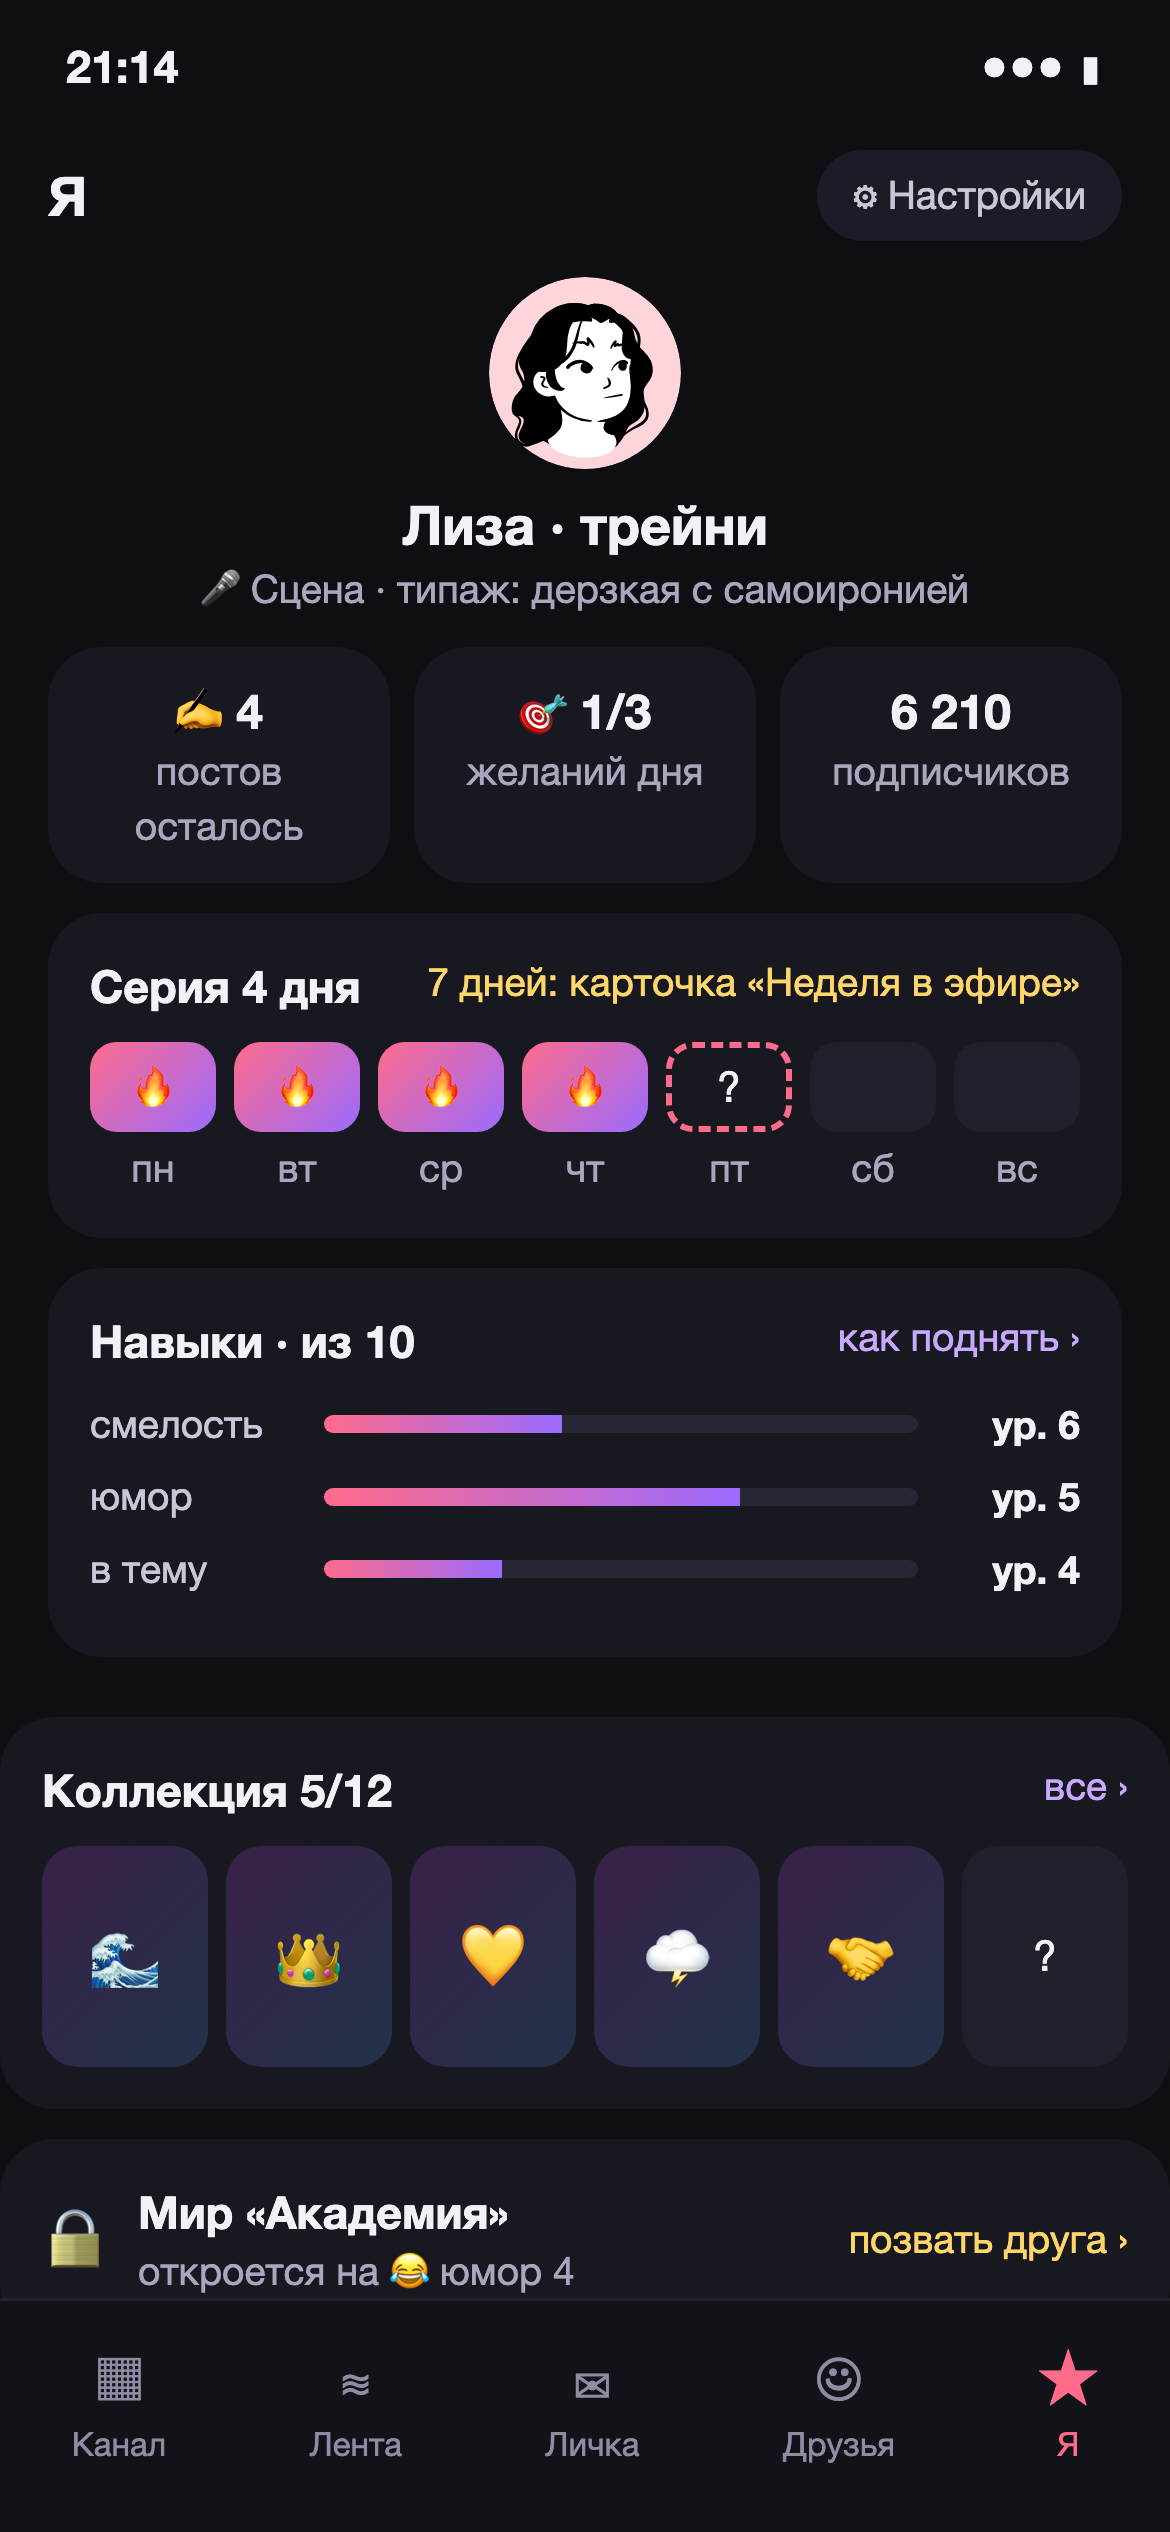 21:14
Я
⚙ Настройки
Лиза · трейни
🎤 Сцена · типаж: дерзкая с самоиронией
✍️ 4
постов
осталось
🎯 1/3
желаний дня
6 210
подписчиков
Серия 4 дня
7 дней: карточка «Неделя в эфире»
🔥 🔥 🔥 🔥 ?
пн вт ср чт пт сб вс
Навыки · из 10
как поднять ›
смелость ур. 6
юмор ур. 5
в тему ур. 4
Коллекция 5/12
все ›
?
Мир «Академия»
откроется на 😂 юмор 4
позвать друга ›
Канал
Лента
Личка
Друзья
Я